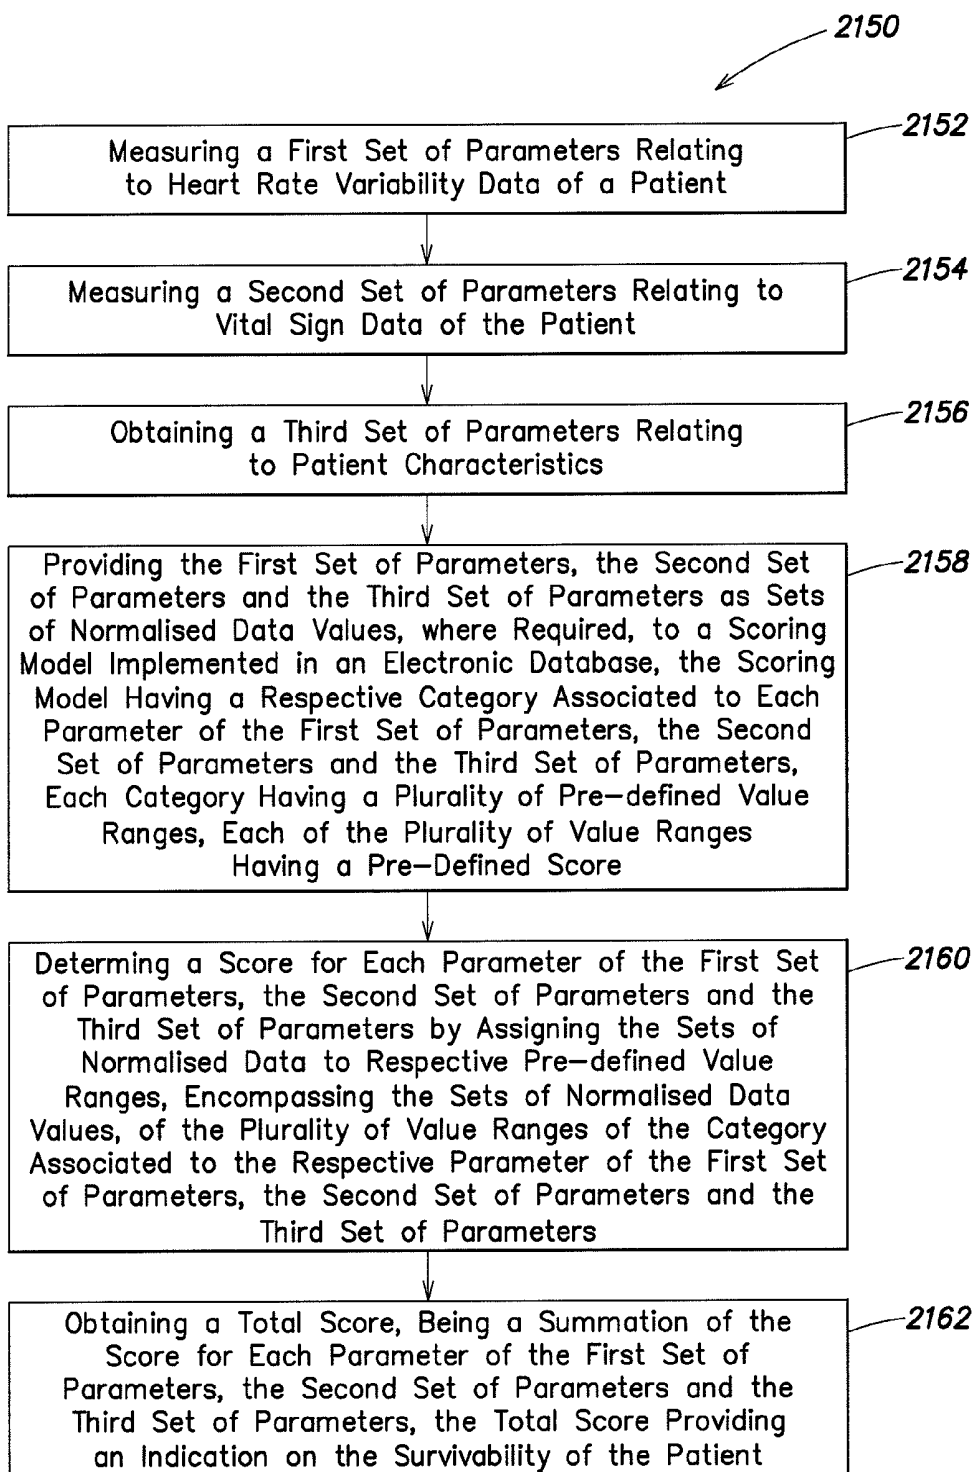 2150
2152
Measuring a First Set of Parameters Relating
to Heart Rate Variability Data of a Patient
2154
Measuring a Second Set of Parameters Relating to
Vital Sign Data of the Patient
2156
Obtaining a Third Set of Parameters Relating
to Patient Characteristics
2158
Providing the First Set of Parameters, the Second Set
of Parameters and the Third Set of Parameters as Sets
of Normalised Data Values, where Required, to a Scoring
Model Implemented in an Electronic Database, the Scoring
Model Having a Respective Category Associated to Each
Parameter of the First Set of Parameters, the Second
Set of Parameters and the Third Set of Parameters,
Each Category Having a Plurality of Pre-defined Value
Ranges, Each of the Plurality of Value Ranges
Having a Pre-Defined Score
2160
Determing a Score for Each Parameter of the First Set
of Parameters, the Second Set of Parameters and the
Third Set of Parameters by Assigning the Sets of
Normalised Data to Respective Pre-defined Value
Ranges, Encompassing the Sets of Normalised Data
Values, of the Plurality of Value Ranges of the Category
Associated to the Respective Parameter of the First Set
of Parameters, the Second Set of Parameters and the
Third Set of Parameters
2162
Obtaining a Total Score, Being a Summation of the
Score for Each Parameter of the First Set of
Parameters, the Second Set of Parameters and the
Third Set of Parameters, the Total Score Providing
an Indication on the Survivability of the Patient